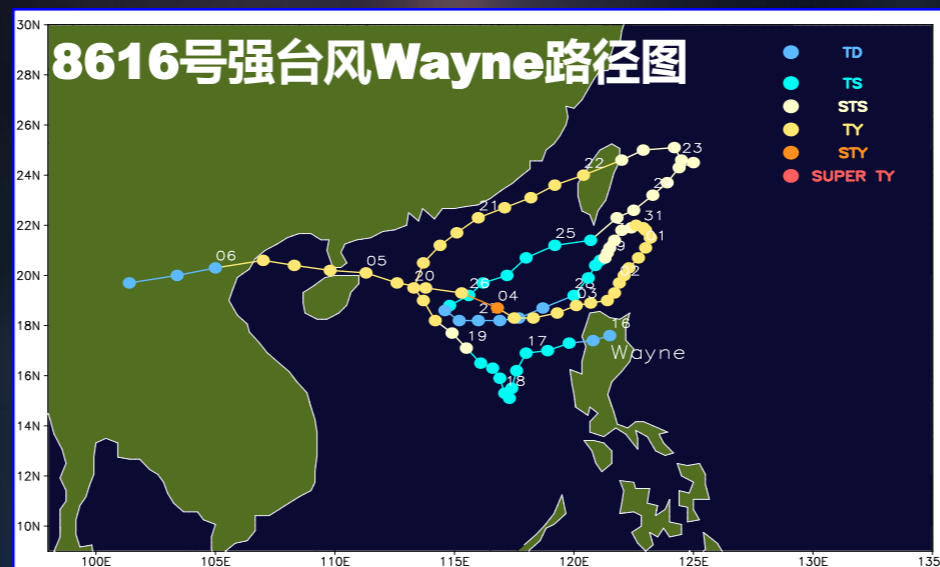 30N
8616号强台风Wayne路径图
28N
26N
24N
22N
20N
18N
16N
14N
12N
10N
TD
TS
STS
TY
STY
SUPER TY
23
22
21
31
25
01
06
05
20
26
04
28
03
02
19
17
16
Wayne
18
100E
105E
110E
115E
120E
125E
130E